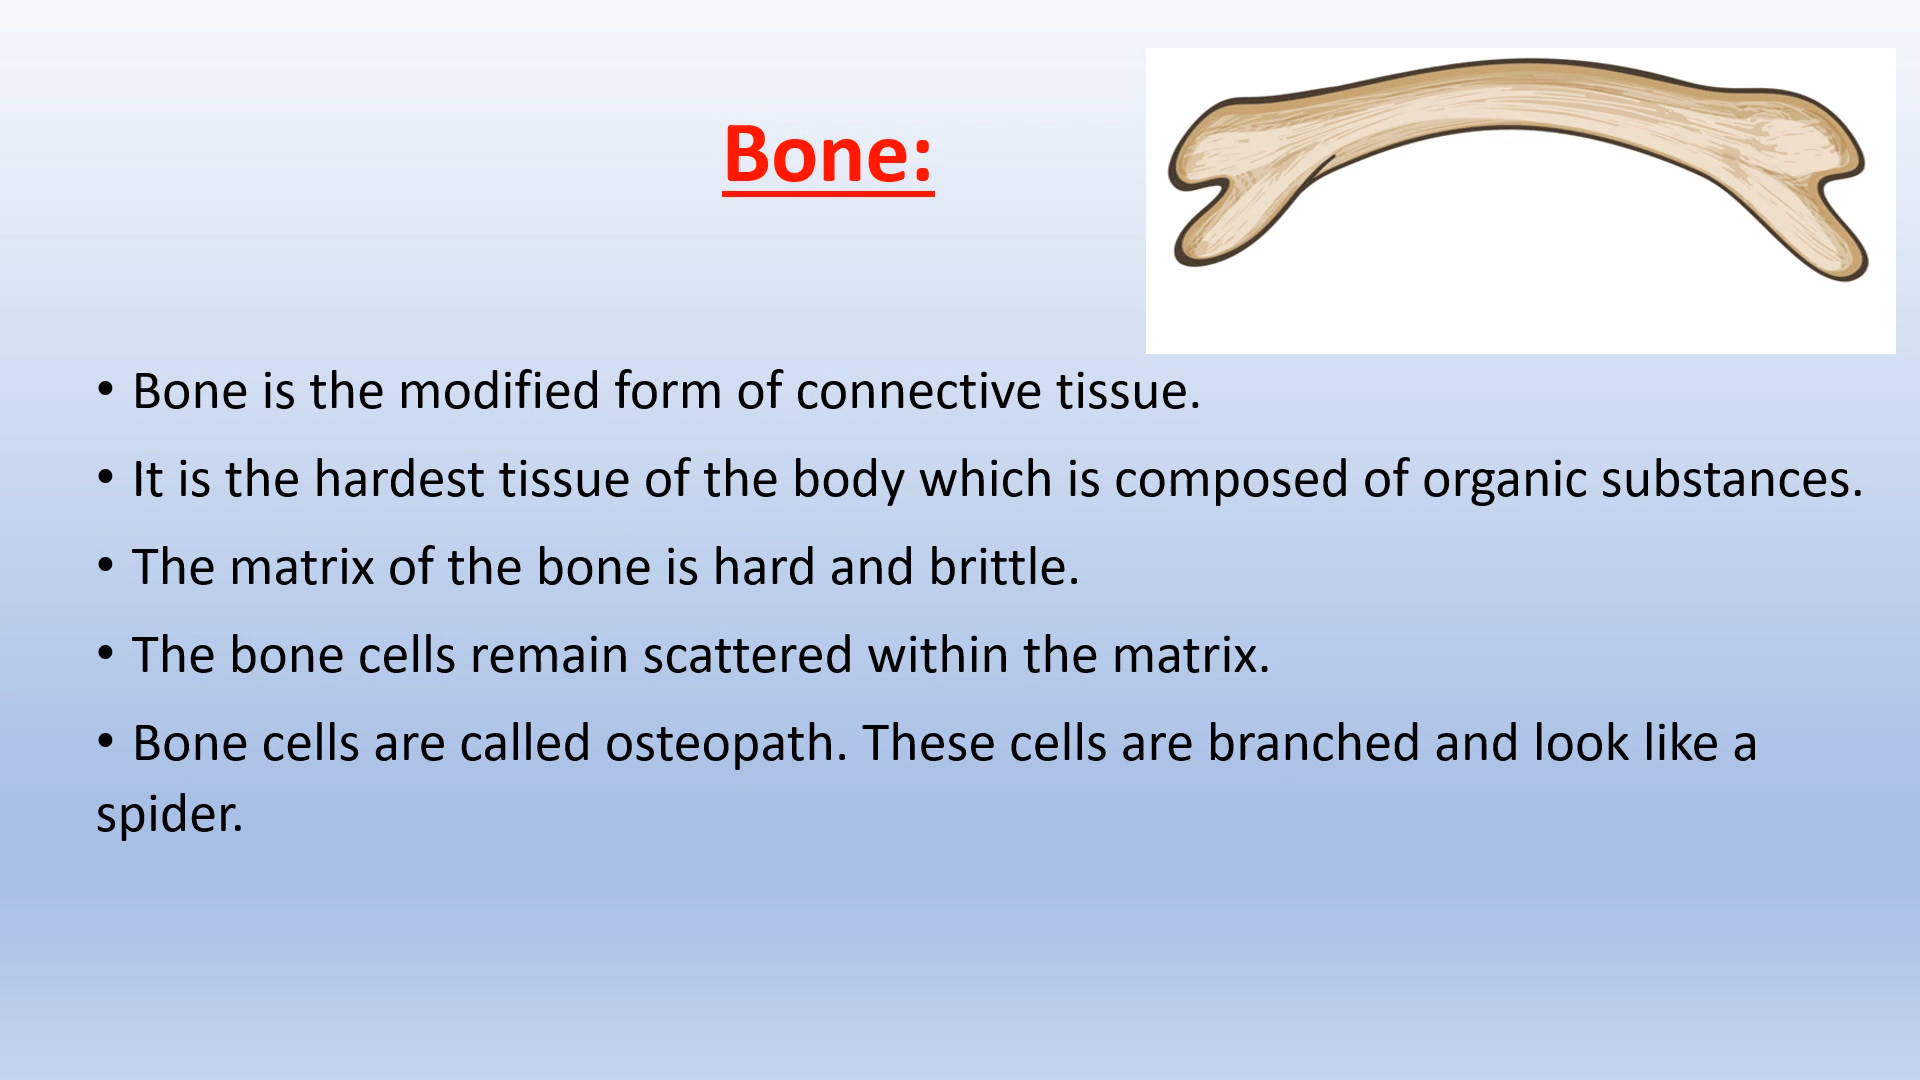 Bone:
• Bone is the modified form of connective tissue.
• It is the hardest tissue of the body which is composed of organic substances.
• The matrix of the bone is hard and brittle.
• The bone cells remain scattered within the matrix.
• Bone cells are called osteopath. These cells are branched and look like a
spider.